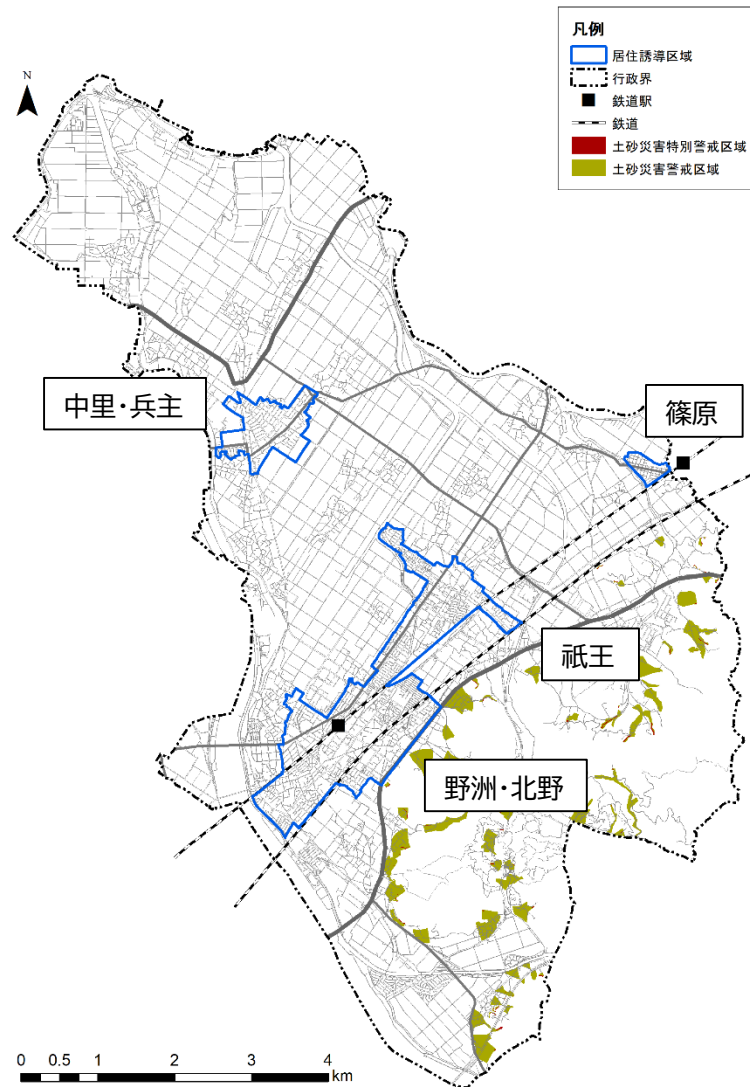 凡例
居住誘導区域
行政界
鉄道駅
鉄道
土砂災害特別警戒区域
土砂災害警戒区域
N
中里・兵主
篠原
祇王
野洲・北野
0 0.5 1 2 3 4
km